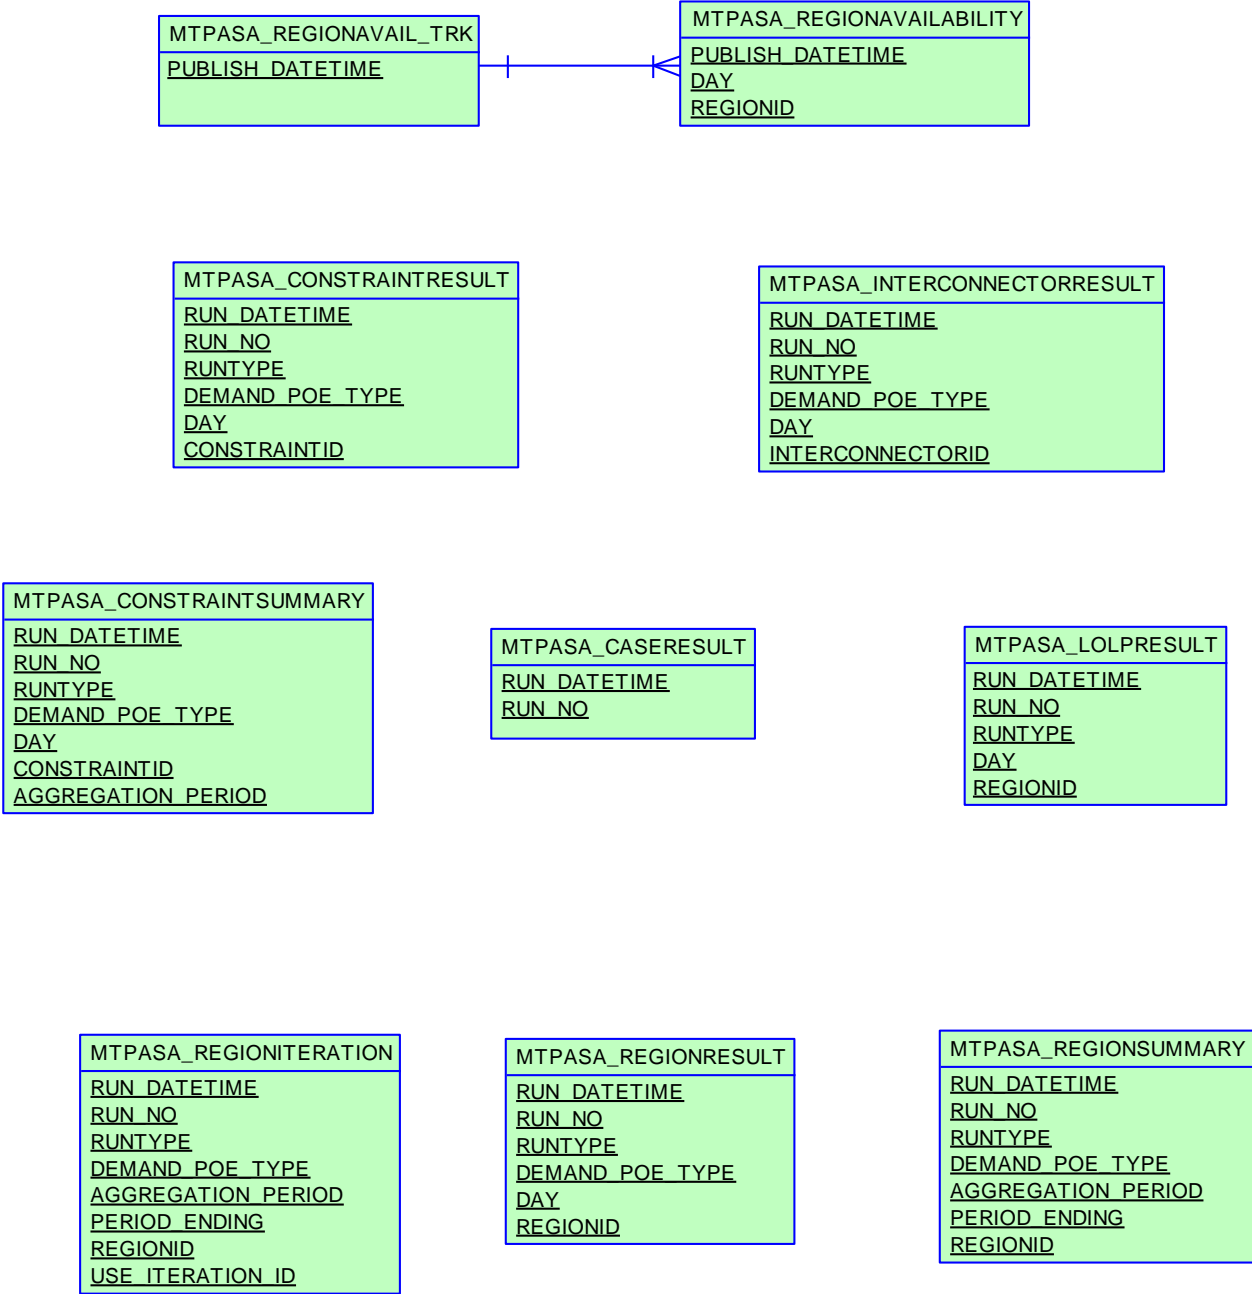 MTPASA_REGIONAVAIL_TRK
PUBLISH_DATETIME
MTPASA_REGIONAVAILABILITY
PUBLISH_DATETIME
DAY
REGIONID
MTPASA_CONSTRAINTRESULT
RUN_DATETIME
RUN_NO
RUNTYPE
DEMAND_POE_TYPE
DAY
CONSTRAINTID
MTPASA_INTERCONNECTORRESULT
RUN_DATETIME
RUN_NO
RUNTYPE
DEMAND_POE_TYPE
DAY
INTERCONNECTORID
MTPASA_CONSTRAINTSUMMARY
RUN_DATETIME
RUN_NO
RUNTYPE
DEMAND_POE_TYPE
DAY
CONSTRAINTID
AGGREGATION_PERIOD
MTPASA_CASERESULT
RUN_DATETIME
RUN_NO
MTPASA_LOLPRESULT
RUN_DATETIME
RUN_NO
RUNTYPE
DAY
REGIONID
MTPASA_REGIONITERATION
RUN_DATETIME
RUN_NO
RUNTYPE
DEMAND_POE_TYPE
AGGREGATION_PERIOD
PERIOD_ENDING
REGIONID
USE_ITERATION_ID
MTPASA_REGIONRESULT
RUN_DATETIME
RUN_NO
RUNTYPE
DEMAND_POE_TYPE
DAY
REGIONID
MTPASA_REGIONSUMMARY
RUN_DATETIME
RUN_NO
RUNTYPE
DEMAND_POE_TYPE
AGGREGATION_PERIOD
PERIOD_ENDING
REGIONID